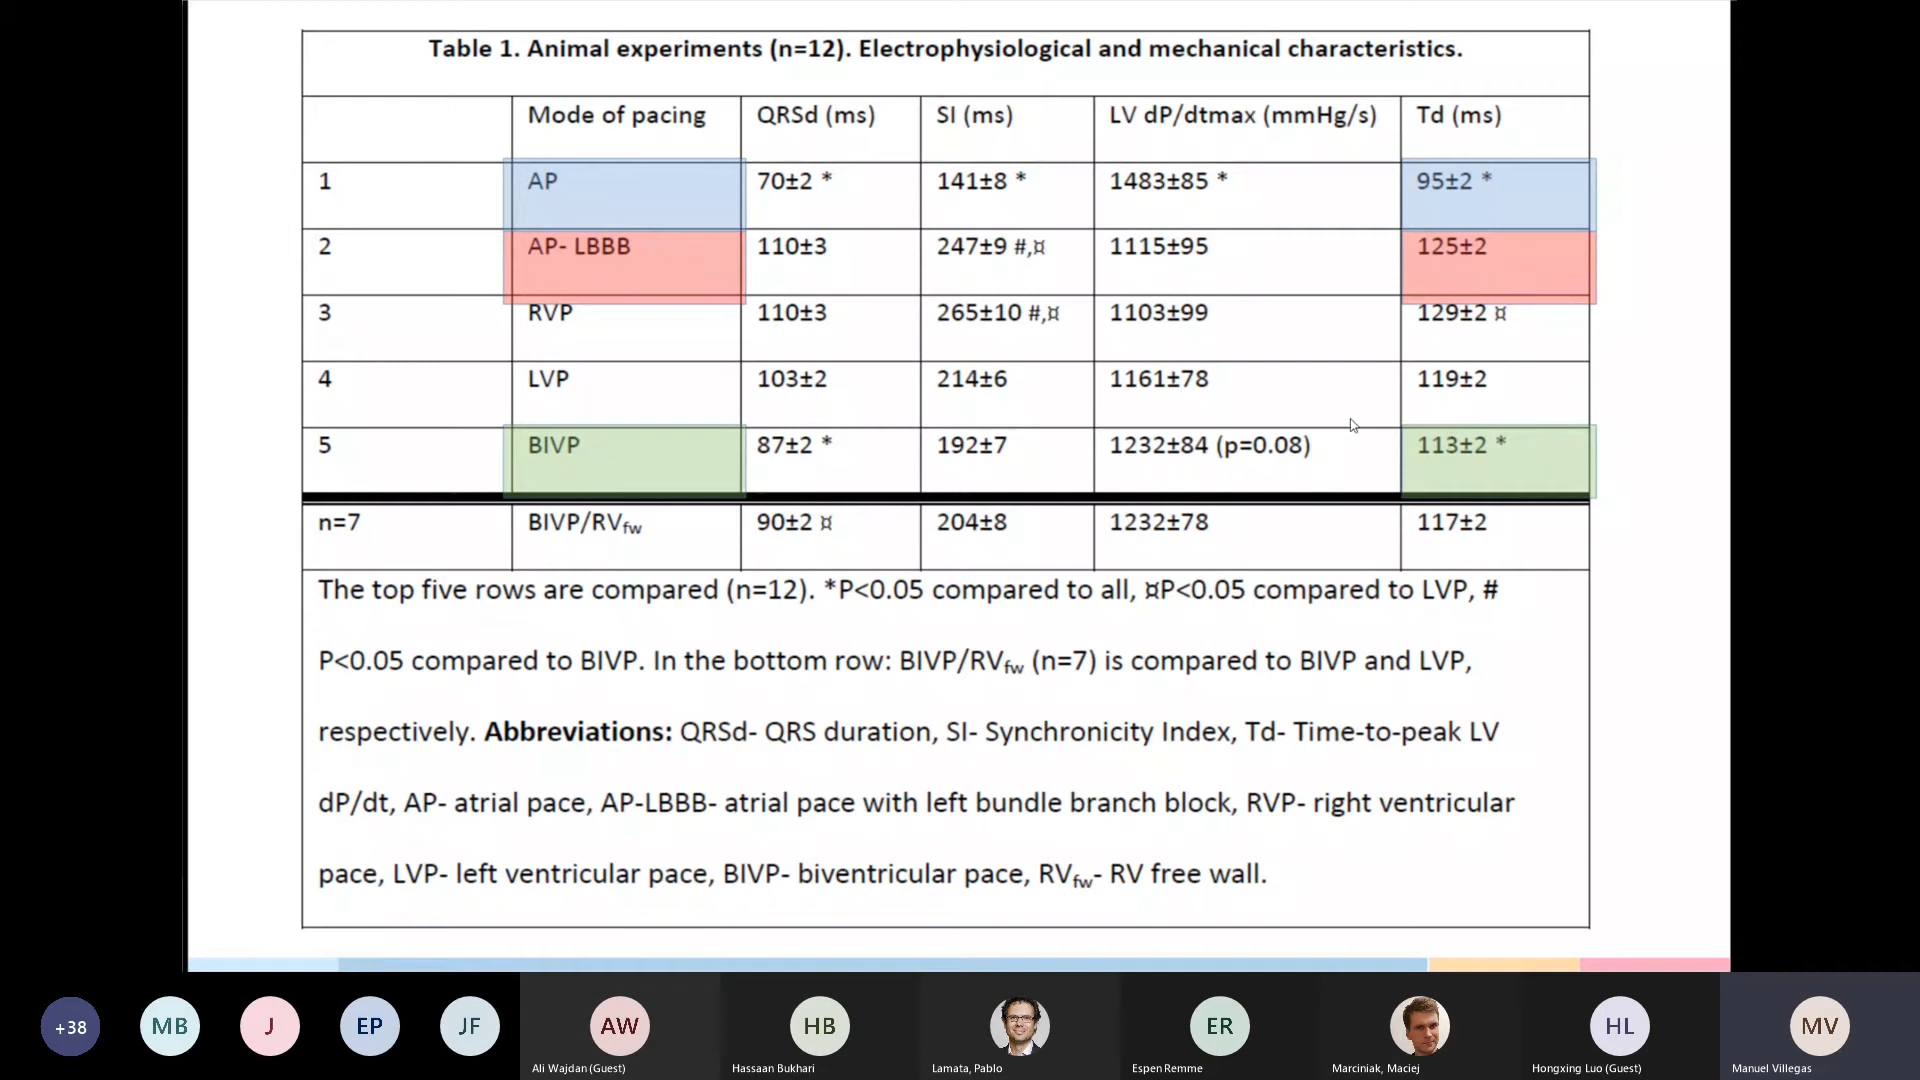 Table 1. Animal experiments (n=12). Electrophysiological and mechanical characteristics.
Mode of pacing QRSd (ms) SI (ms) LV dP/dtmax (mmHg/s) Td (ms)
1 AP 70±2 * 141±8 * 1483±85 * 95±2 *
2 AP- LBBB 110±3 247±9 #,¤ 1115±95 125±2
3 RVP 110±3 265±10 #,¤ 1103±99 129±2 ¤
4 LVP 103±2 214±6 1161±78 119±2
5 BIVP 87±2 * 192±7 1232±84 (p=0.08) 113±2 *
n=7 BIVP/RVfw 90±2 ¤ 204±8 1232±78 117±2
The top five rows are compared (n=12). *P<0.05 compared to all, ¤P<0.05 compared to LVP, #
P<0.05 compared to BIVP. In the bottom row: BIVP/RVfw (n=7) is compared to BIVP and LVP,
respectively. Abbreviations: QRSd- QRS duration, SI- Synchronicity Index, Td- Time-to-peak LV
dP/dt, AP- atrial pace, AP-LBBB- atrial pace with left bundle branch block, RVP- right ventricular
pace, LVP- left ventricular pace, BIVP- biventricular pace, RVfw- RV free wall.
+38 MB J EP JF AW HB ER HL MV
Ali Wajdan (Guest) Hassaan Bukhari Lamata, Pablo Espen Remme Marciniak, Maciej Hongxing Luo (Guest) Manuel Villegas